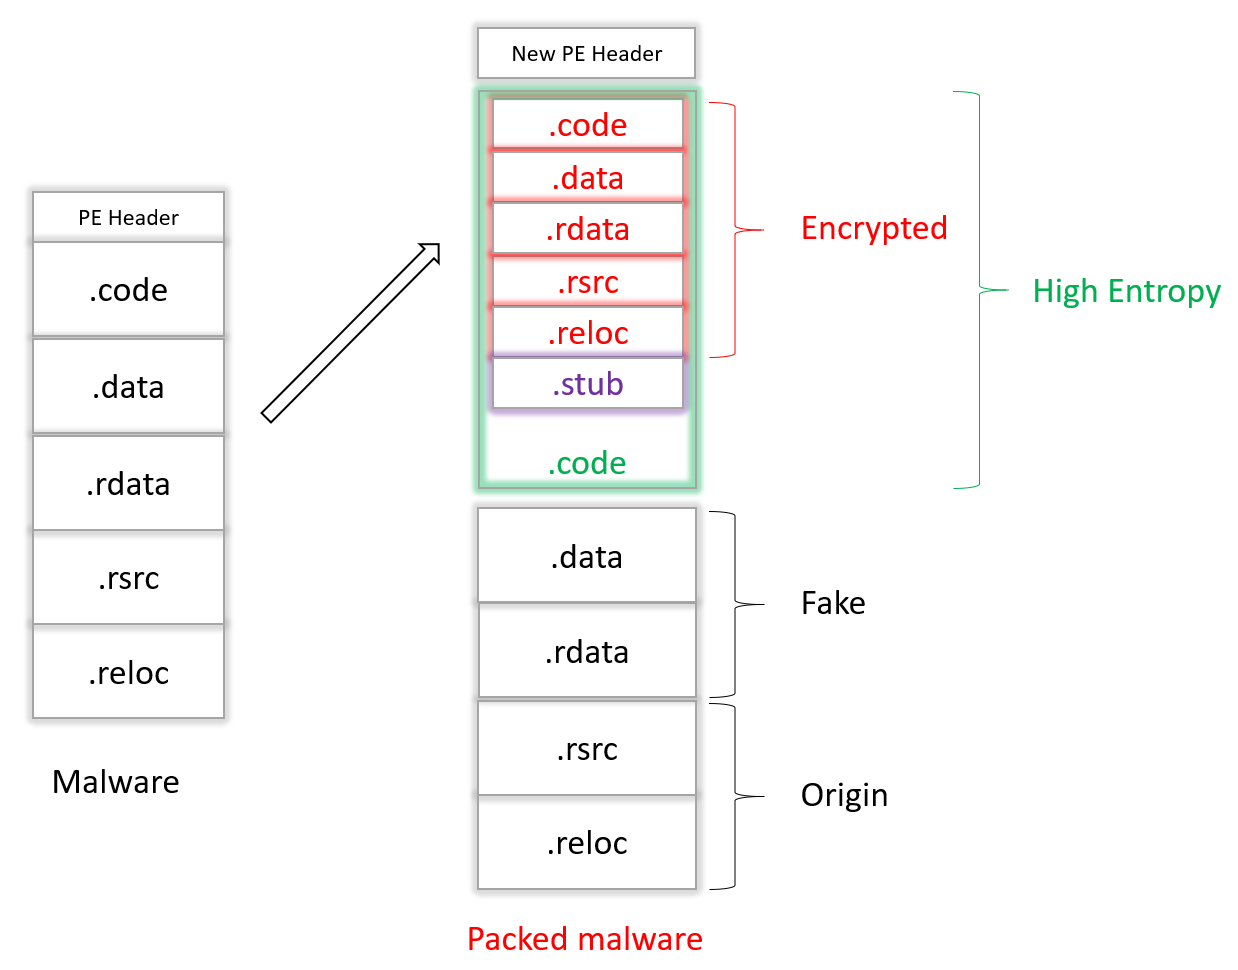 PE Header
.code
.data
.rdata
.rsrc
.reloc
Malware
New PE Header
.code
.data
.rdata
.rsrc
.reloc
.stub
.code
.data
.rdata
.rsrc
.reloc
Packed malware
Encrypted
High Entropy
Fake
Origin